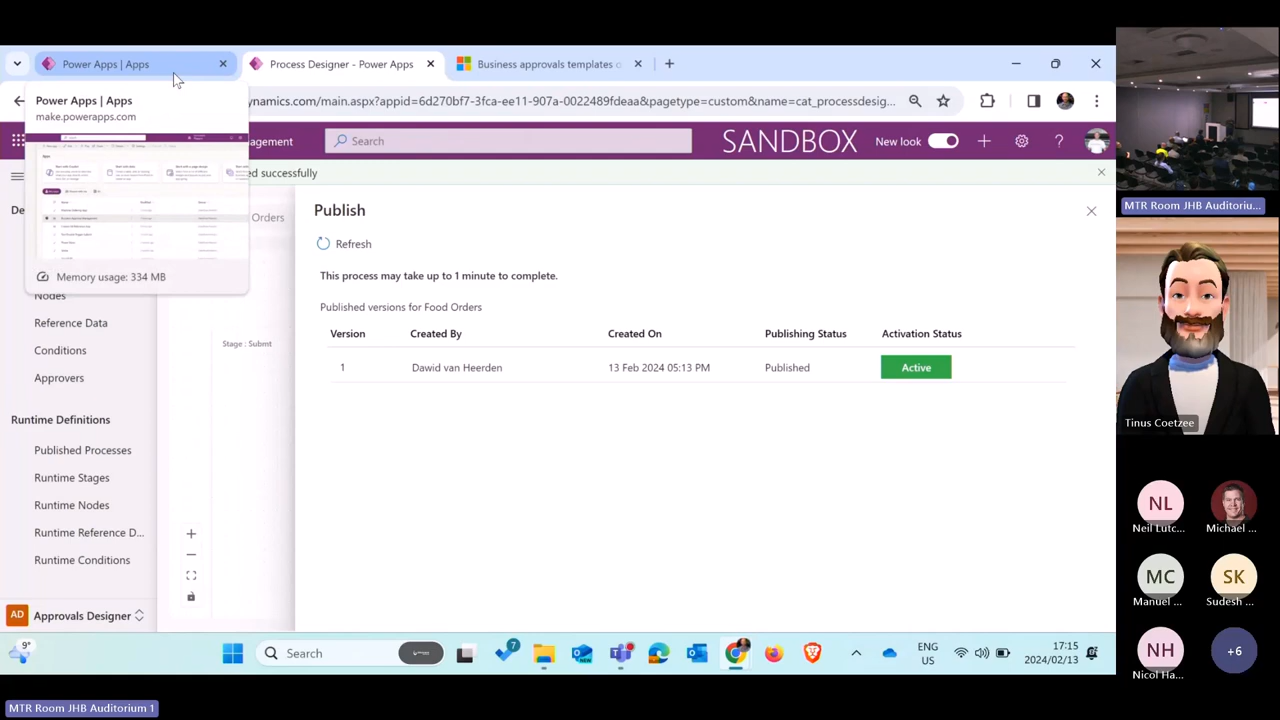 Power Apps | Apps
Process Designer - Power Apps
Business approvals templates o
Power Apps | Apps
make.powerapps.com
Memory usage: 334 MB
ynamics.com/main.aspx?appid=6d270bf7-3fca-ee11-907a-0022489fdeaa&pagetype=custom&name=cat_processdesig...
nagement
Search
SANDBOX
New look
ed successfully
De
Orders
Publish
Refresh
This process may take up to 1 minute to complete.
Published versions for Food Orders
Version Created By Created On Publishing Status Activation Status
1 Dawid van Heerden 13 Feb 2024 05:13 PM Published Active
Stage : Submt
Nodes
Reference Data
Conditions
Approvers
Runtime Definitions
Published Processes
Runtime Stages
Runtime Nodes
Runtime Reference D...
Runtime Conditions
AD Approvals Designer
9°
Search
7
ENG
US
17:15
2024/02/13
MTR Room JHB Auditoriu...
Tinus Coetzee
NL
Neil Lutc...
Michael ...
MC
Manuel ...
SK
Sudesh ...
NH
Nicol Ha...
+6
MTR Room JHB Auditorium 1